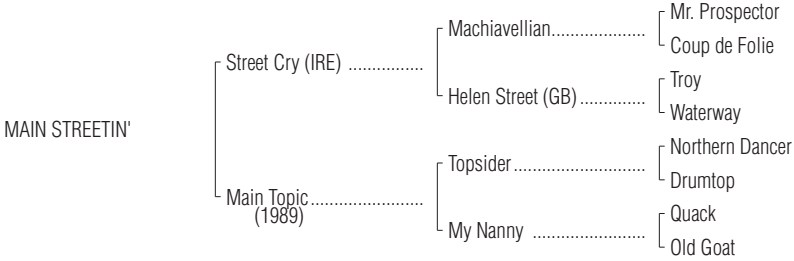 Mr. Prospector
Machiavellian....................
Coup de Folie
Street Cry (IRE) ................
Troy
Helen Street (GB) ..............
Waterway
MAIN STREETIN'
Northern Dancer
Topsider............................
Drumtop
Main Topic........................
(1989)
Quack
My Nanny ........................
Old Goat